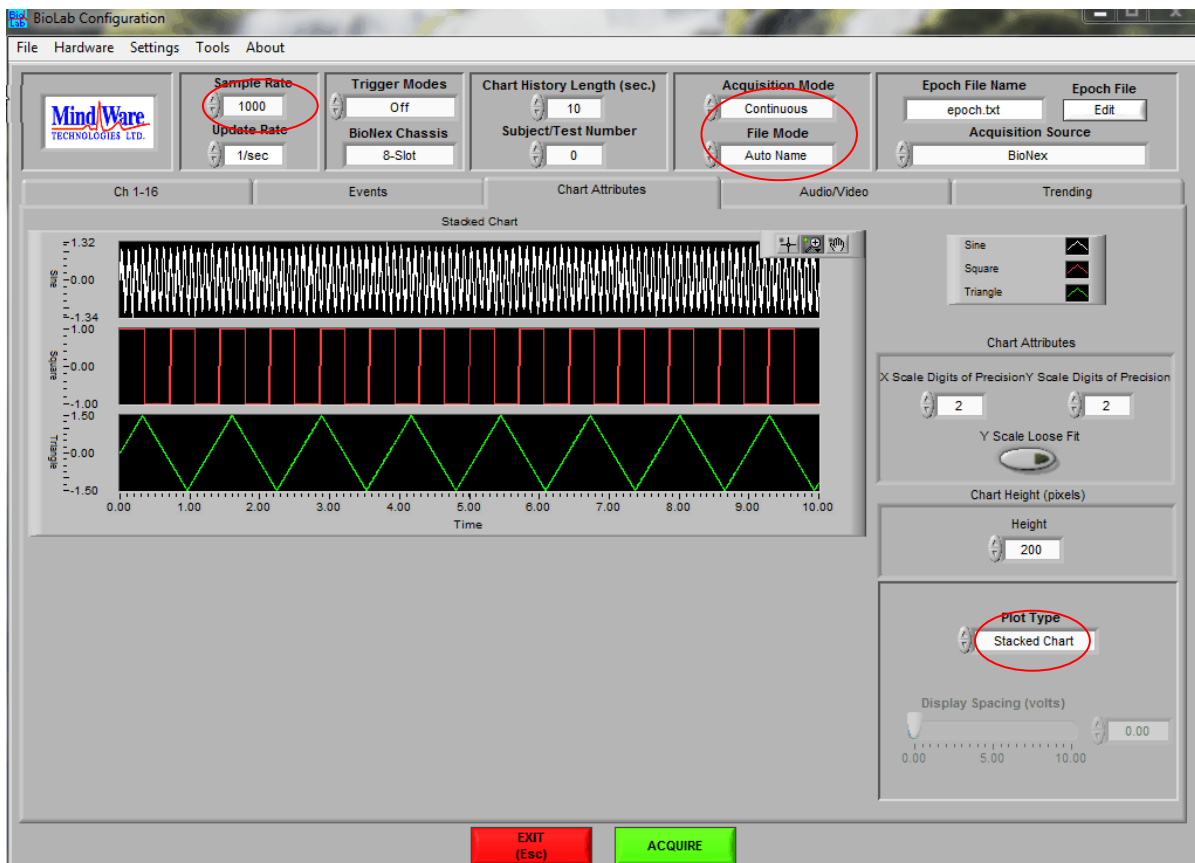 Bio Lab
BioLab Configuration
File Hardware Settings Tools About
MindWare
TECHNOLOGIES LTD.
Sample Rate
1000
Update Rate
1/sec
Trigger Modes
Off
BioNex Chassis
8-Slot
Chart History Length (sec.)
10
Subject/Test Number
0
Acquisition Mode
Continuous
File Mode
Auto Name
Epoch File Name
epoch.txt
Epoch File
Edit
Acquisition Source
BioNex
Ch 1-16
Events
Chart Attributes
Audio/Video
Trending
Stacked Chart
1.32
-0.00
-1.34
Sine
1.00
-0.00
-1.00
Square
1.50
-0.00
-1.50
Triangle
0.00 1.00 2.00 3.00 4.00 5.00 6.00 7.00 8.00 9.00 10.00
Time
Sine
Square
Triangle
Chart Attributes
X Scale Digits of Precision
2
Y Scale Digits of Precision
2
Y Scale Loose Fit
Chart Height (pixels)
Height
200
Plot Type
Stacked Chart
Display Spacing (volts)
0.00
0.00 5.00 10.00
EXIT
(Esc)
ACQUIRE